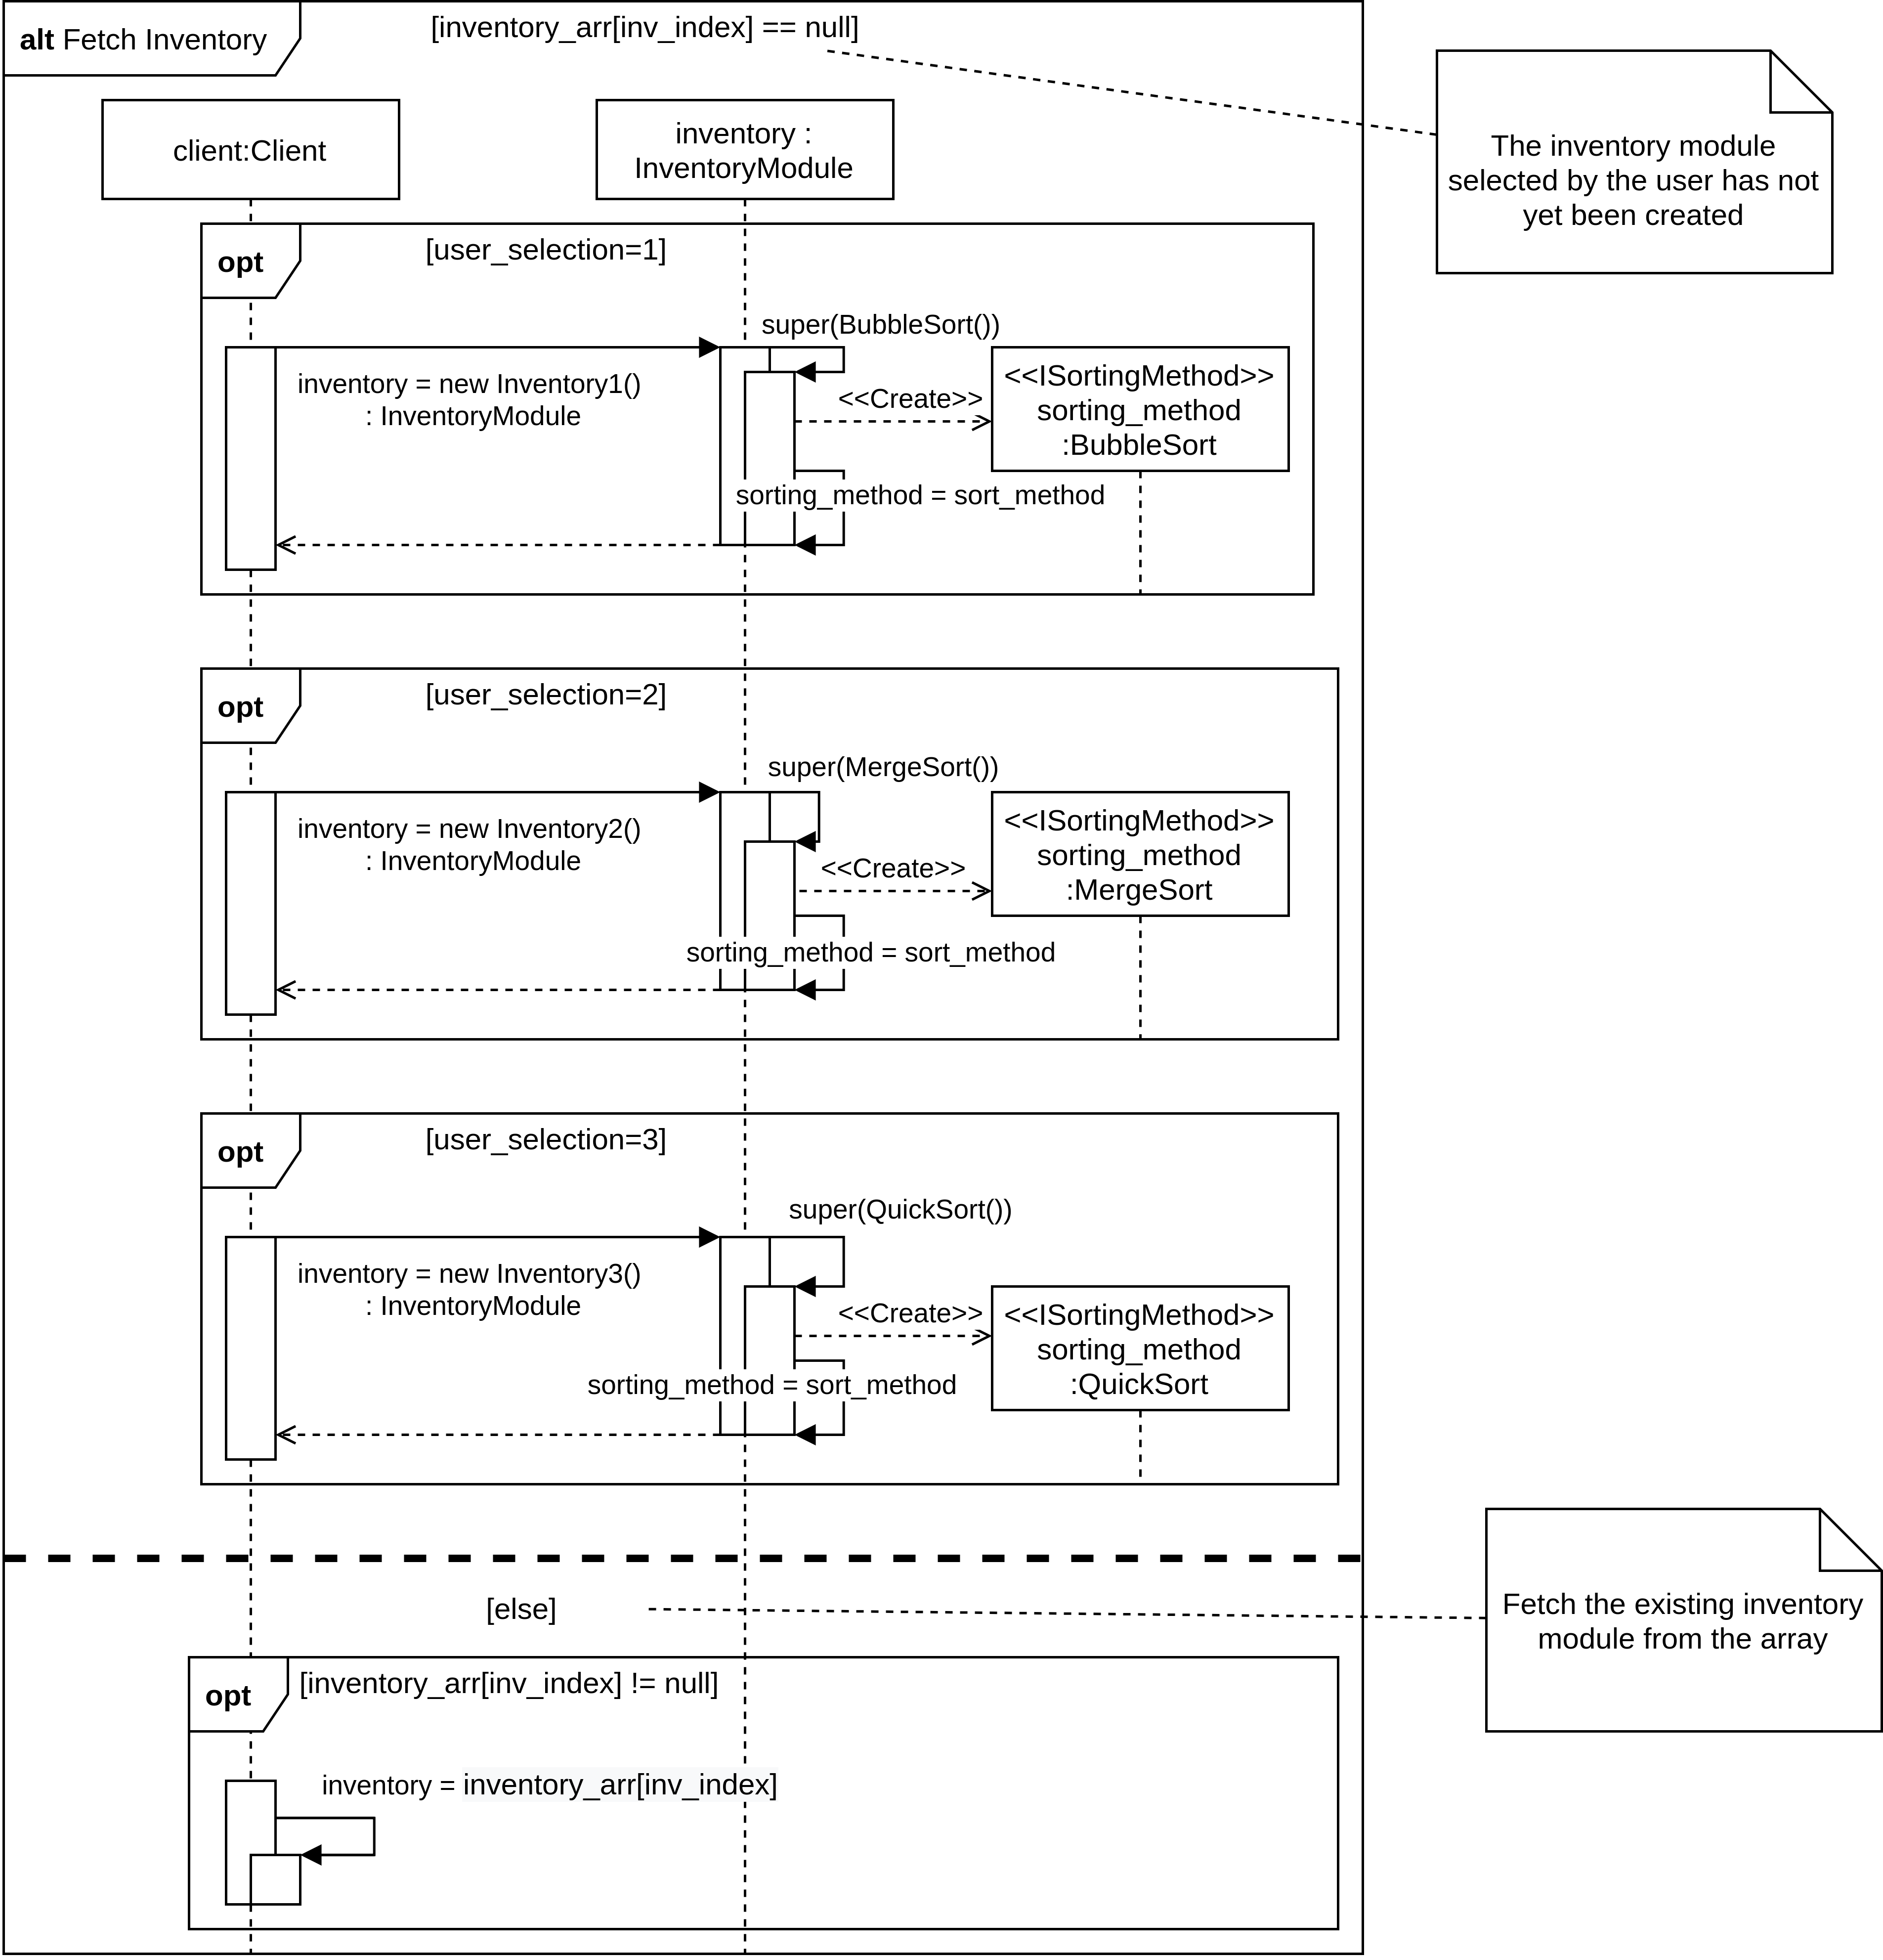 alt Fetch Inventory
[inventory_arr[inv_index] == null]
The inventory module
selected by the user has not
yet been created
client:Client
inventory :
InventoryModule
opt
[user_selection=1]
super(BubbleSort())
inventory = new Inventory1()
: InventoryModule
<<Create>>
<<ISortingMethod>>
sorting_method
:BubbleSort
sorting_method = sort_method
opt
[user_selection=2]
super(MergeSort())
inventory = new Inventory2()
: InventoryModule
<<Create>>
<<ISortingMethod>>
sorting_method
:MergeSort
sorting_method = sort_method
opt
[user_selection=3]
super(QuickSort())
inventory = new Inventory3()
: InventoryModule
<<Create>>
<<ISortingMethod>>
sorting_method
:QuickSort
sorting_method = sort_method
[else]
Fetch the existing inventory
module from the array
opt
[inventory_arr[inv_index] != null]
inventory = inventory_arr[inv_index]